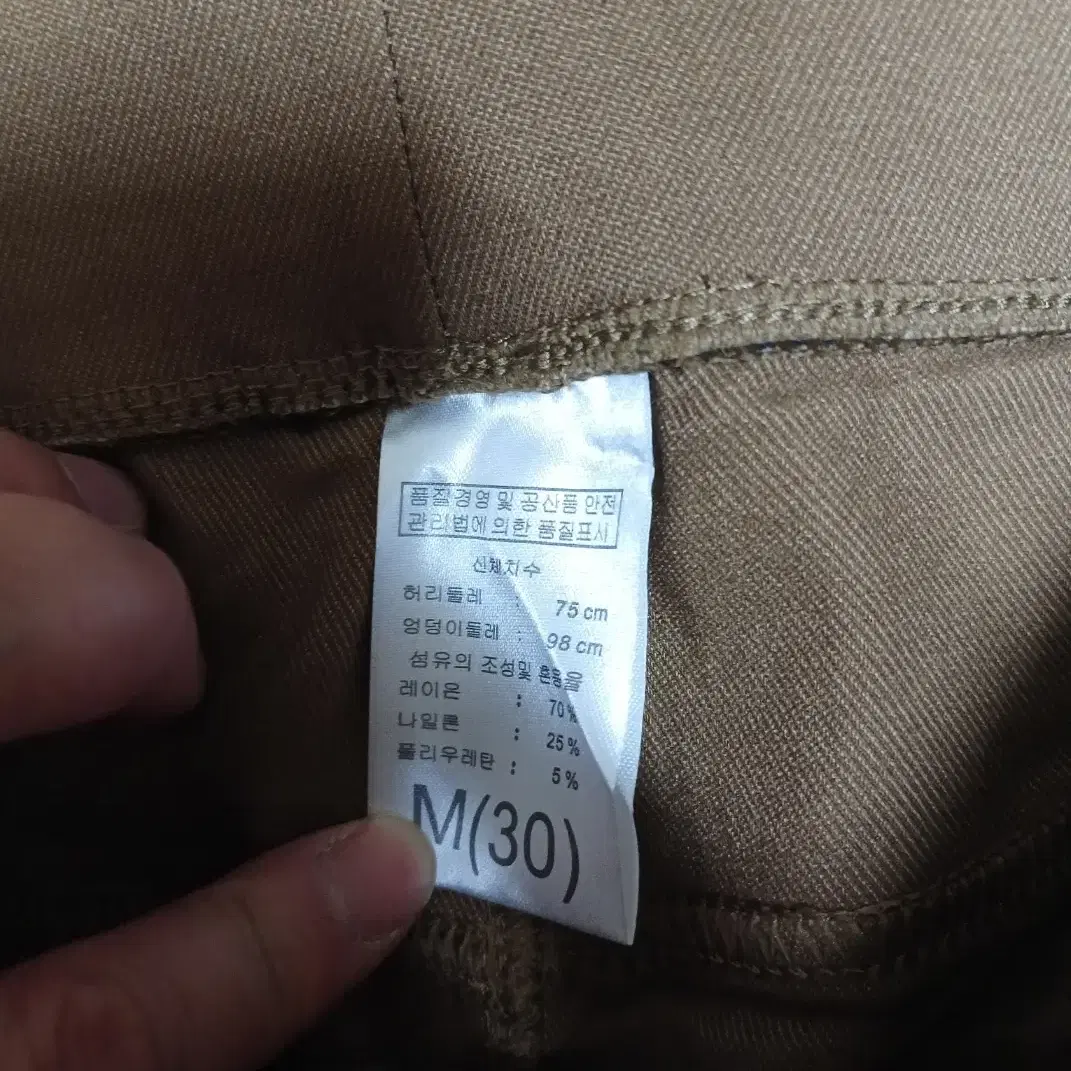 품질경영 및 공산품 안전
관리법에 의한 품질표시
신체치수
허리둘레 : 75 cm
엉덩이둘레 : 98 cm
섬유의 조성및 혼용율
레이온 : 70%
나일론 : 25%
폴리우레탄 : 5%
M(30)